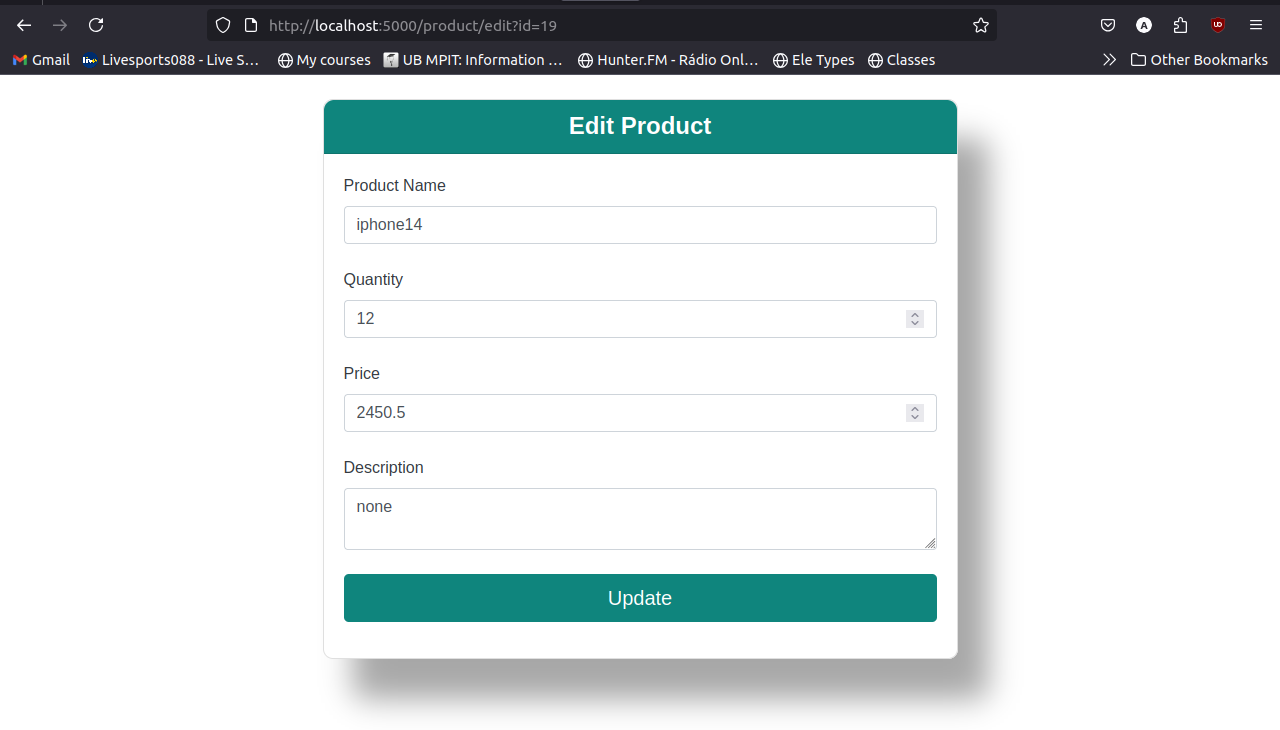 http://localhost:5000/product/edit?id=19
A
Gmail
live
Livesports088 - Live S…
My courses
UB MPIT: Information …
Hunter.FM - Rádio Onl…
Ele Types
Classes
Other Bookmarks
Edit Product
Product Name
iphone14
Quantity
12
Price
2450.5
Description
none
Update